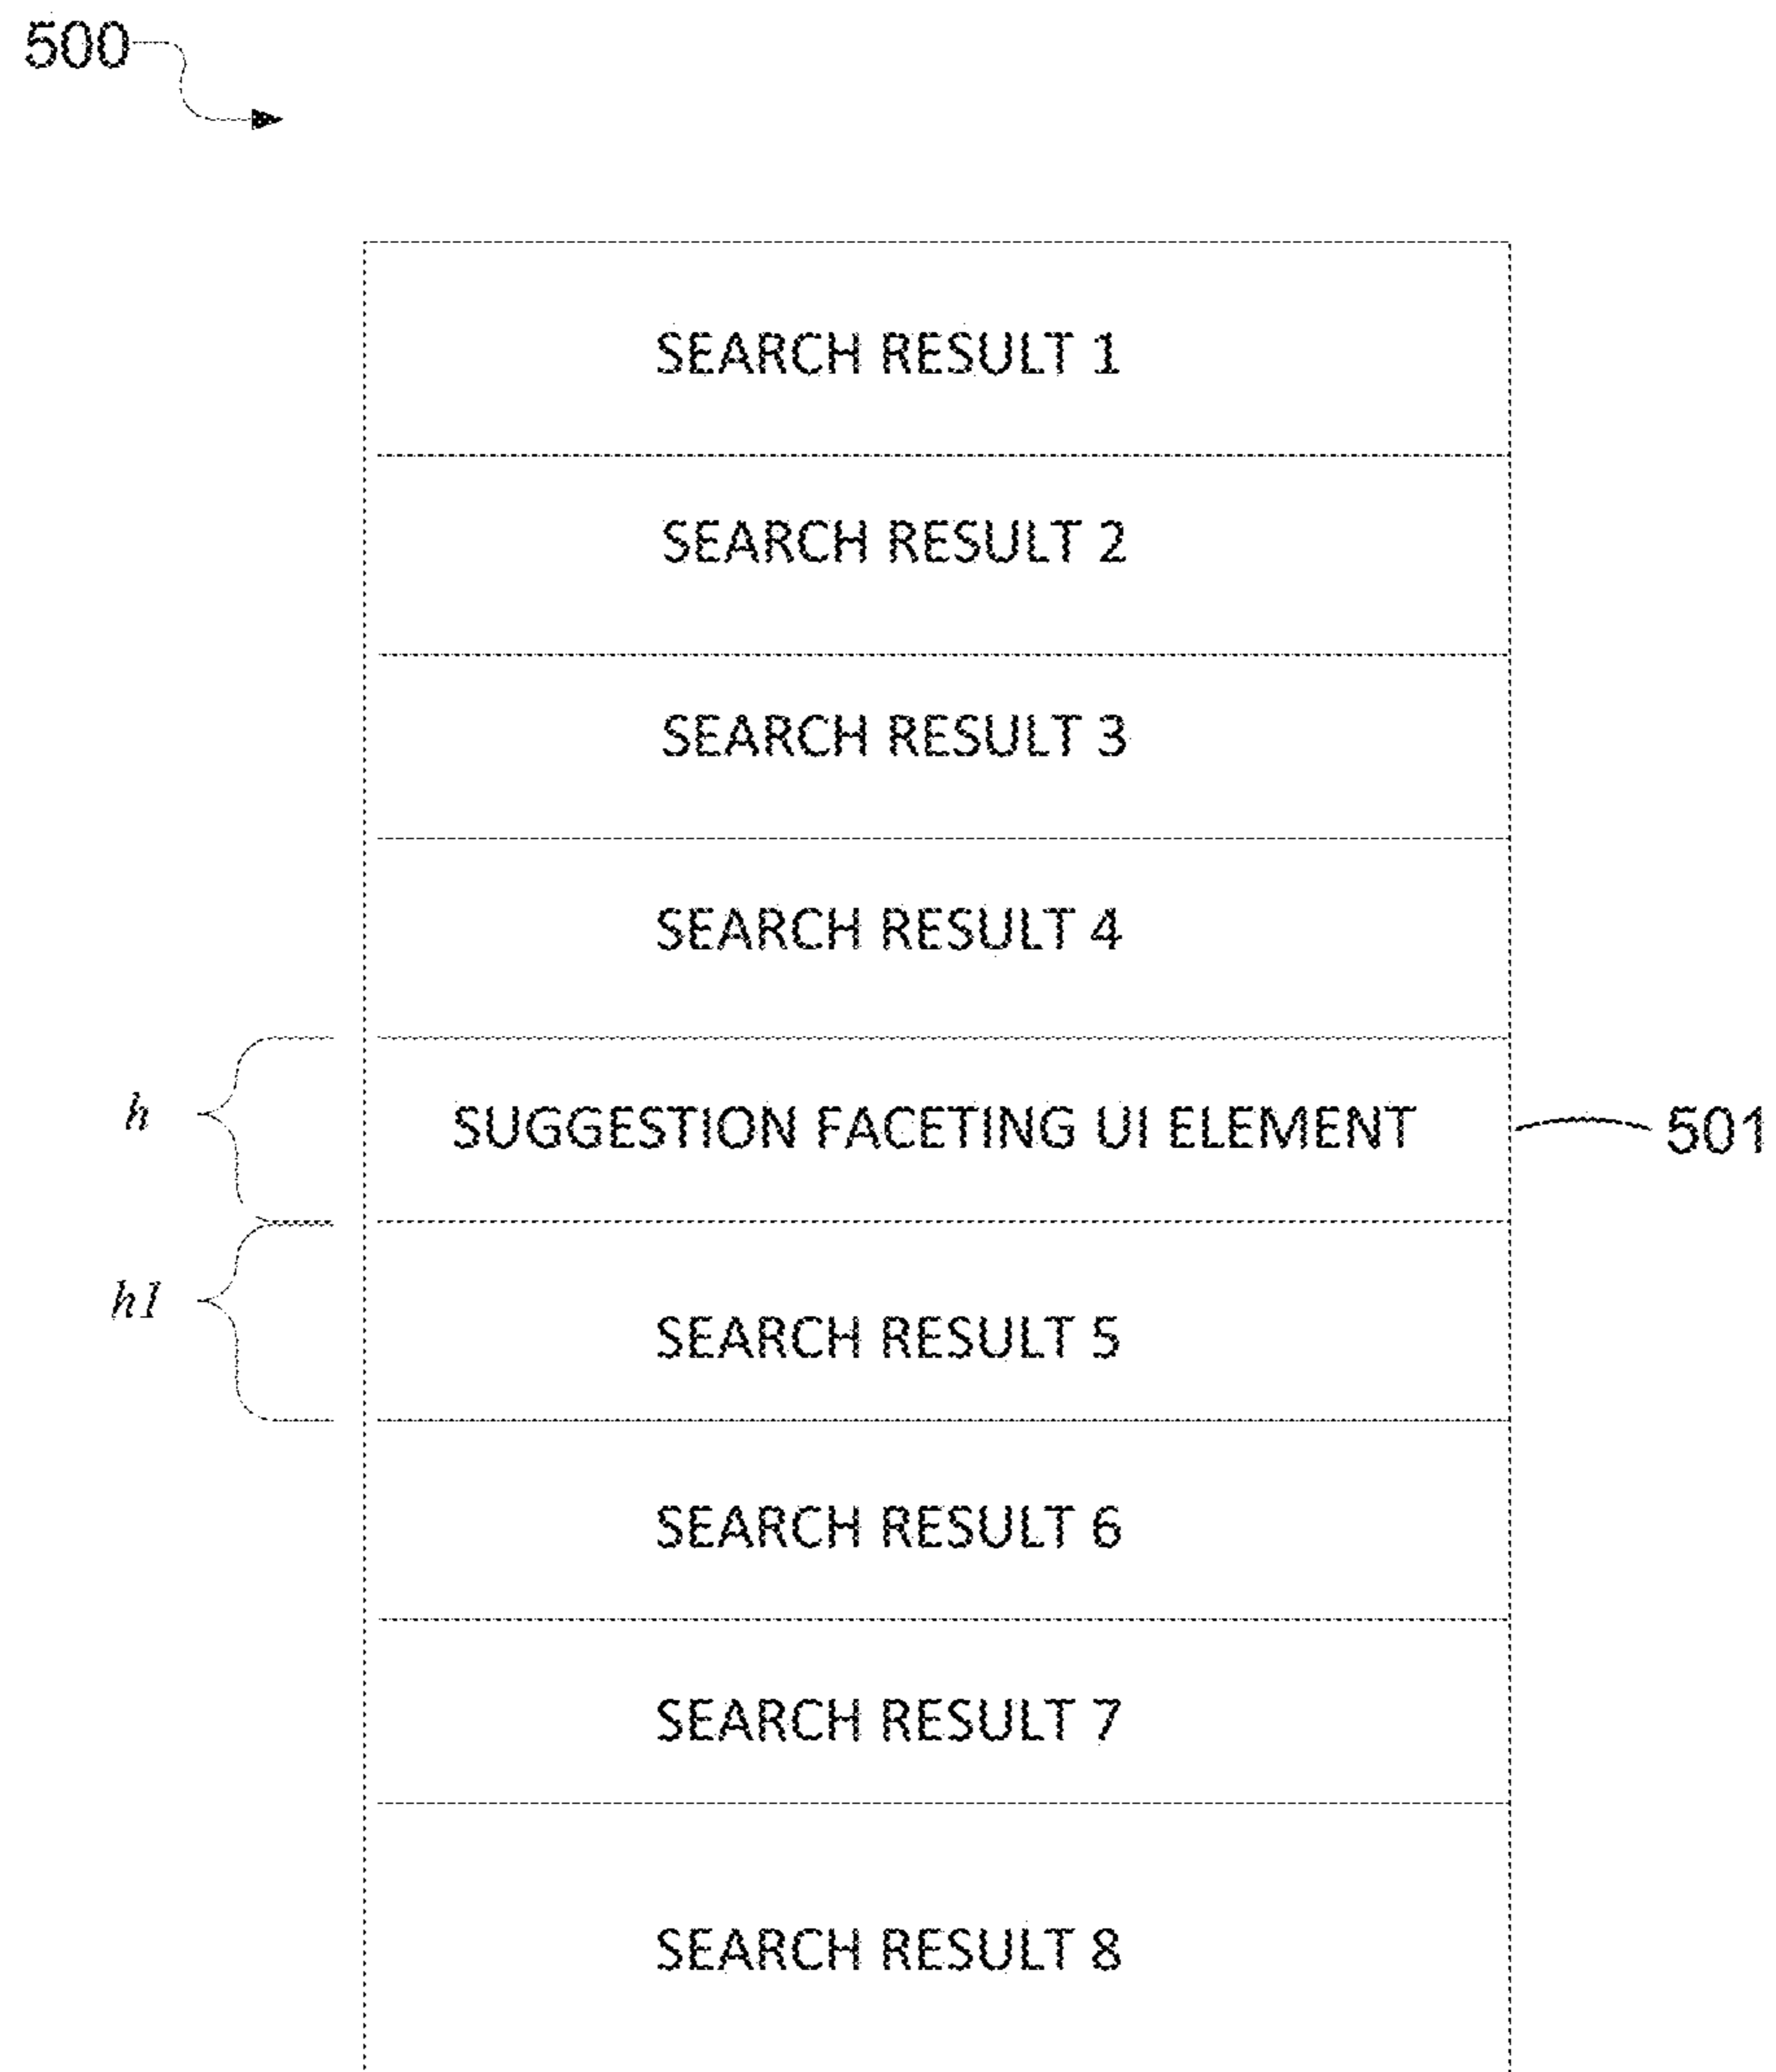 500
SEARCH RESULT 1
SEARCH RESULT 2
SEARCH RESULT 3
SEARCH RESULT 4
h
SUGGESTION FACETING UI ELEMENT
501
h1
SEARCH RESULT 5
SEARCH RESULT 6
SEARCH RESULT 7
SEARCH RESULT 8